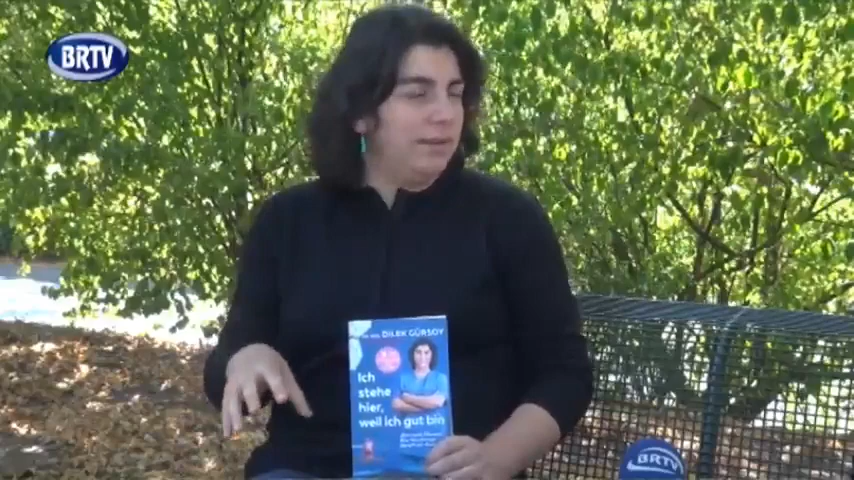 BRTV
DILEK GÜRSOY
Ich
stehe
hier,
weil ich gut bin
BRTV